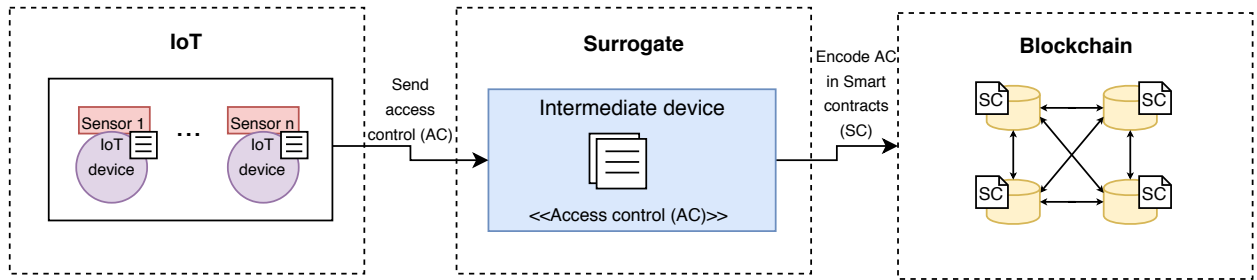 IoT
Sensor 1
IoT
device
...
Sensor n
IoT
device
Send
access
control (AC)
Surrogate
Intermediate device
<<Access control (AC)>>
Encode AC
in Smart
contracts
(SC)
Blockchain
SC
SC
SC
SC